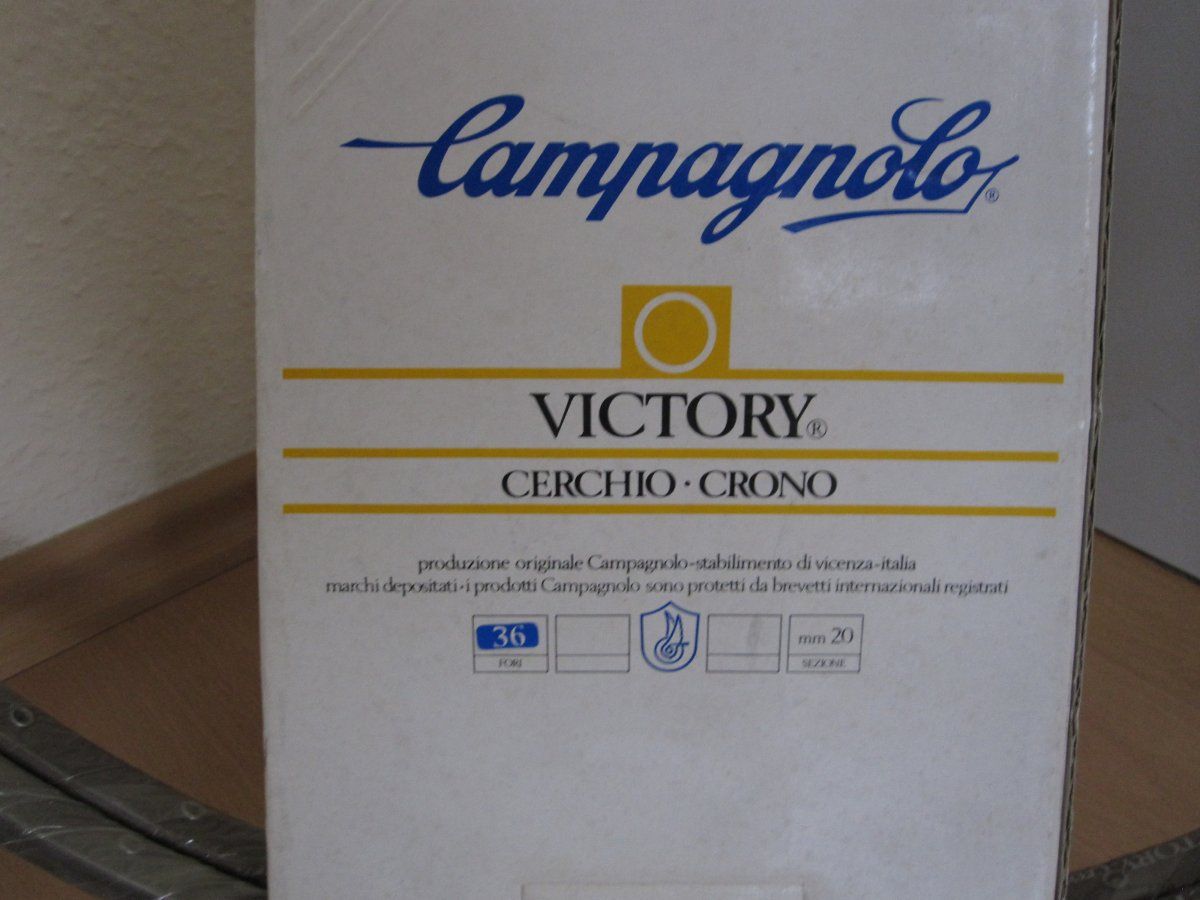 Campagnolo®
VICTORY®
CERCHIO · CRONO
produzione originale Campagnolo-stabilimento di vicenza-italia
marchi depositati-i prodotti Campagnolo sono protetti da brevetti internazionali registrati
36 mm 20
FORI SEZIONE